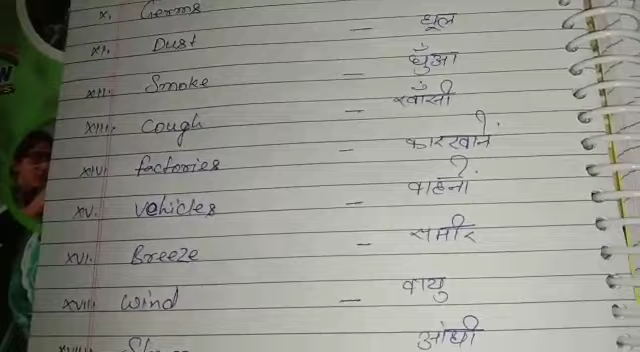 X. Germs
XI. Dust — धूल
XII. Smoke — धुँआ
XIII. Cough — खाँसी
XIV. factories — कारखानें
XV. vehicles — वाहनों
XVI. Breeze — समीर
XVII. wind — वायु
आंधी